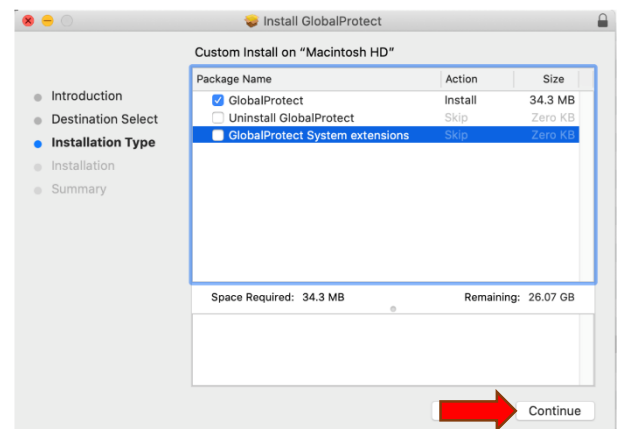 Install GlobalProtect
Custom Install on “Macintosh HD”
Introduction
Destination Select
Installation Type
Installation
Summary
Package Name Action Size
GlobalProtect Install 34.3 MB
Uninstall GlobalProtect Skip Zero KB
GlobalProtect System extensions Skip Zero KB
Space Required: 34.3 MB Remaining: 26.07 GB
Continue